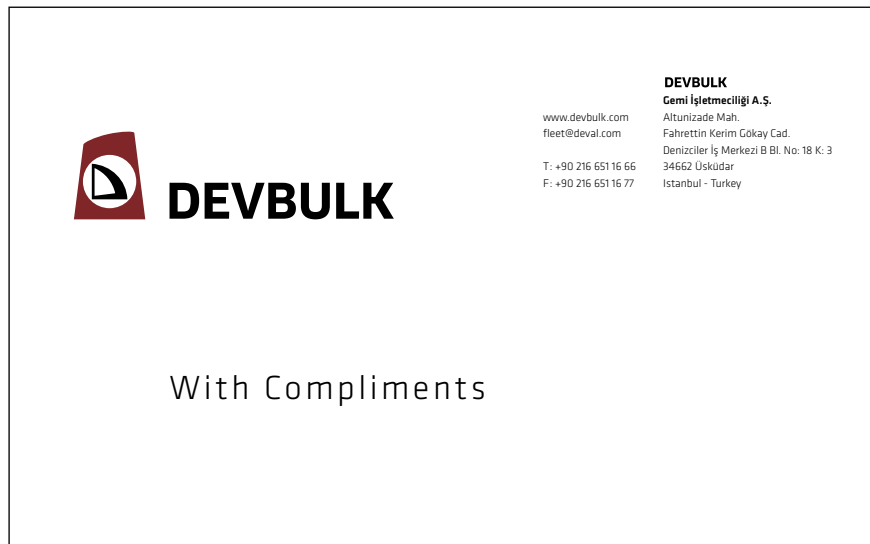 DEVBULK
www.devbulk.com
fleet@deval.com
T: +90 216 651 16 66
F: +90 216 651 16 77
DEVBULK
Gemi İşletmeciliği A.Ş.
Altunizade Mah.
Fahrettin Kerim Gökay Cad.
Denizciler İş Merkezi B Bl. No: 18 K: 3
34662 Üsküdar
Istanbul - Turkey
With Compliments